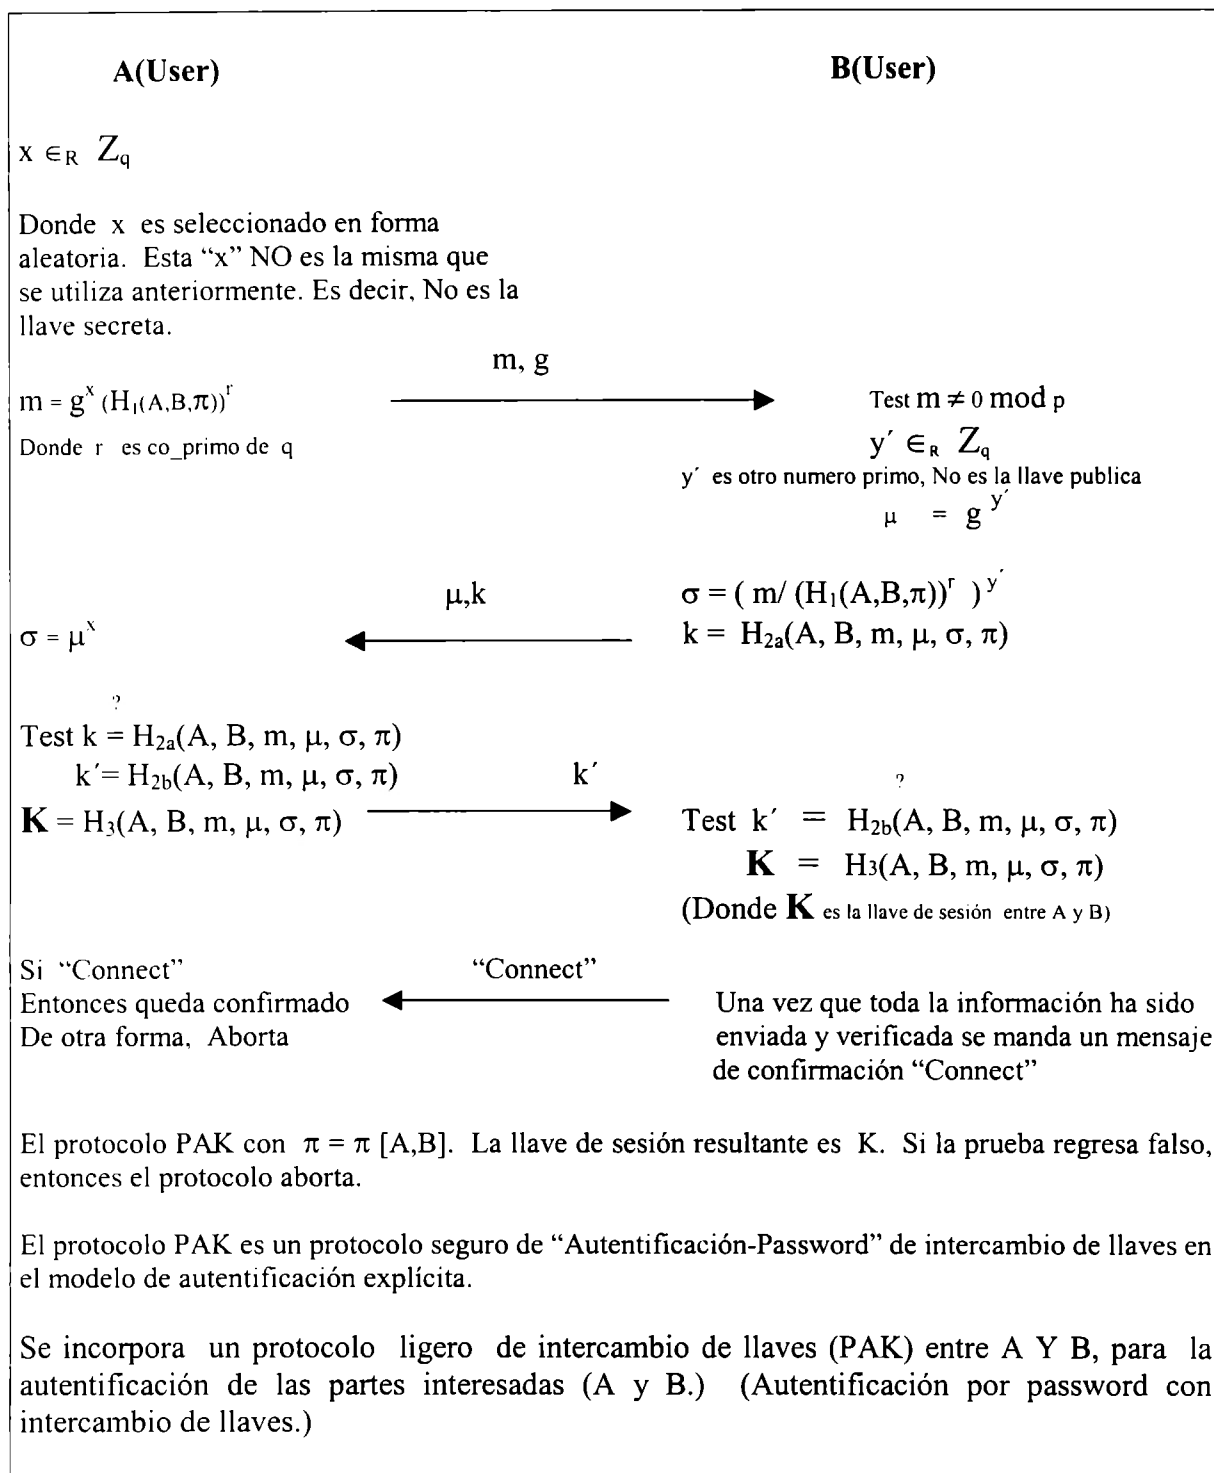 A(User) B(User)
x ∈R Zq
Donde x es seleccionado en forma
aleatoria. Esta “x” NO es la misma que
se utiliza anteriormente. Es decir, No es la
llave secreta.
m, g
m = g^x (H₁(A,B,π))^r Test m ≠ 0 mod p
Donde r es co_primo de q y´ ∈R Zq
y´ es otro numero primo, No es la llave publica
μ = g^y´
μ,k σ = ( m/ (H₁(A,B,π))^r )^y´
σ = μ^x k = H2a(A, B, m, μ, σ, π)
?
Test k = H2a(A, B, m, μ, σ, π)
k´= H2b(A, B, m, μ, σ, π) k´ ?
K = H₃(A, B, m, μ, σ, π) Test k´ = H2b(A, B, m, μ, σ, π)
K = H3(A, B, m, μ, σ, π)
(Donde K es la llave de sesión entre A y B)
Si “Connect” “Connect”
Entonces queda confirmado Una vez que toda la información ha sido
De otra forma, Aborta enviada y verificada se manda un mensaje
de confirmación “Connect”
El protocolo PAK con π = π [A,B]. La llave de sesión resultante es K. Si la prueba regresa falso,
entonces el protocolo aborta.
El protocolo PAK es un protocolo seguro de “Autentificación-Password” de intercambio de llaves en
el modelo de autentificación explícita.
Se incorpora un protocolo ligero de intercambio de llaves (PAK) entre A Y B, para la
autentificación de las partes interesadas (A y B.) (Autentificación por password con
intercambio de llaves.)